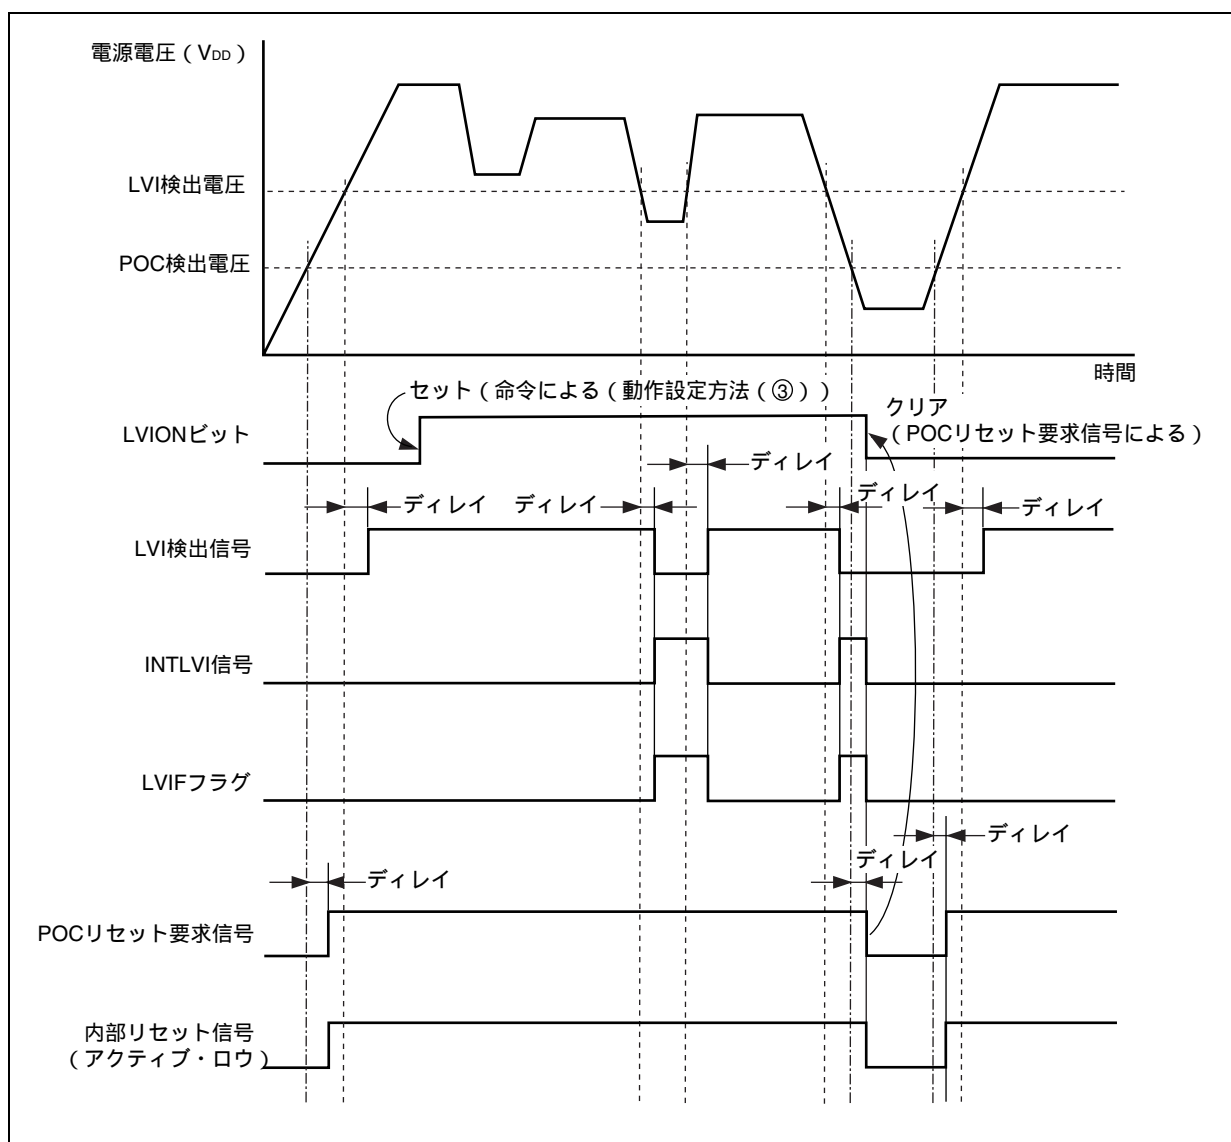 電源電圧（VDD）
LVI検出電圧
POC検出電圧
時間
セット（命令による（動作設定方法（③））
クリア
（POCリセット要求信号による）
LVIONビット
ディレイ
ディレイ
ディレイ ディレイ
ディレイ
LVI検出信号
INTLVI信号
LVIFフラグ
ディレイ
ディレイ
ディレイ
POCリセット要求信号
内部リセット信号
（アクティブ・ロウ）